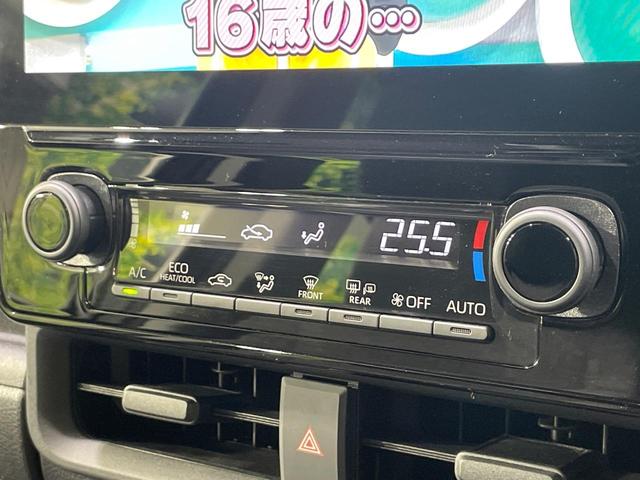 16歳の…
25.5
A/C
ECO
HEAT/COOL
FRONT
REAR
OFF
AUTO